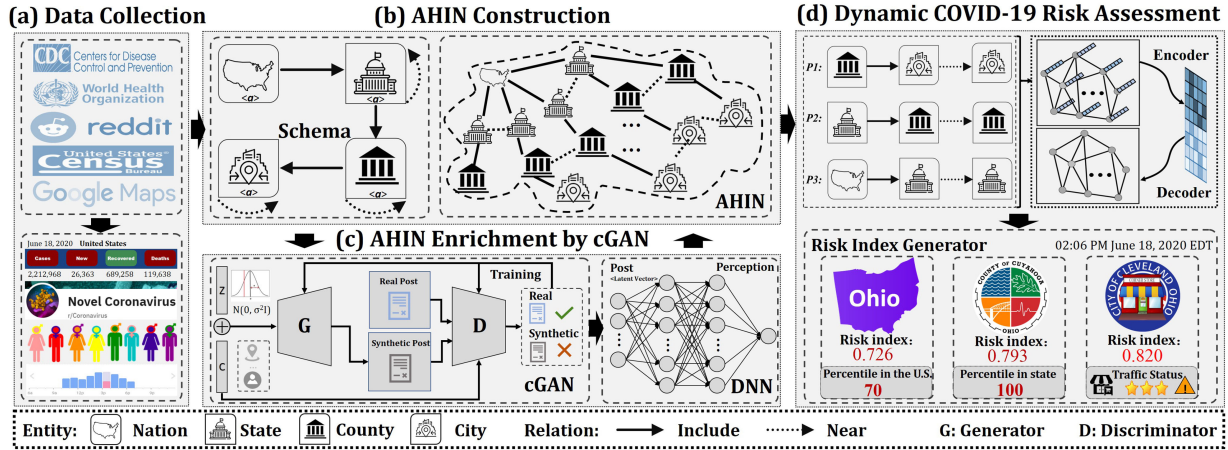 (a) Data Collection
CDC Centers for Disease
Control and Prevention
World Health
Organization
reddit
United States®
Census
Bureau
Google Maps
June 18, 2020 United States
Cases New Recovered Deaths
2,212,968 26,363 689,258 119,638
Novel Coronavirus
r/Coronavirus
(b) AHIN Construction
<a>
Schema
<a>
<a>
<a>
AHIN
(c) AHIN Enrichment by cGAN
Z
N(0, σ²I)
C
G
Real Post
Synthetic Post
D
Training
Real
Synthetic
cGAN
Post
<Latent Vector>
Perception
DNN
(d) Dynamic COVID-19 Risk Assessment
P1:
P2:
P3:
Encoder
Decoder
Risk Index Generator 02:06 PM June 18, 2020 EDT
Ohio
COUNTY OF CUYAHOGA
OHIO
CITY OF CLEVELAND, OHIO
Risk index: Risk index: Risk index:
0.726 0.793 0.820
Percentile in the U.S. Percentile in state Traffic Status
70 100
Entity: Nation State County City Relation: Include Near G: Generator D: Discriminator